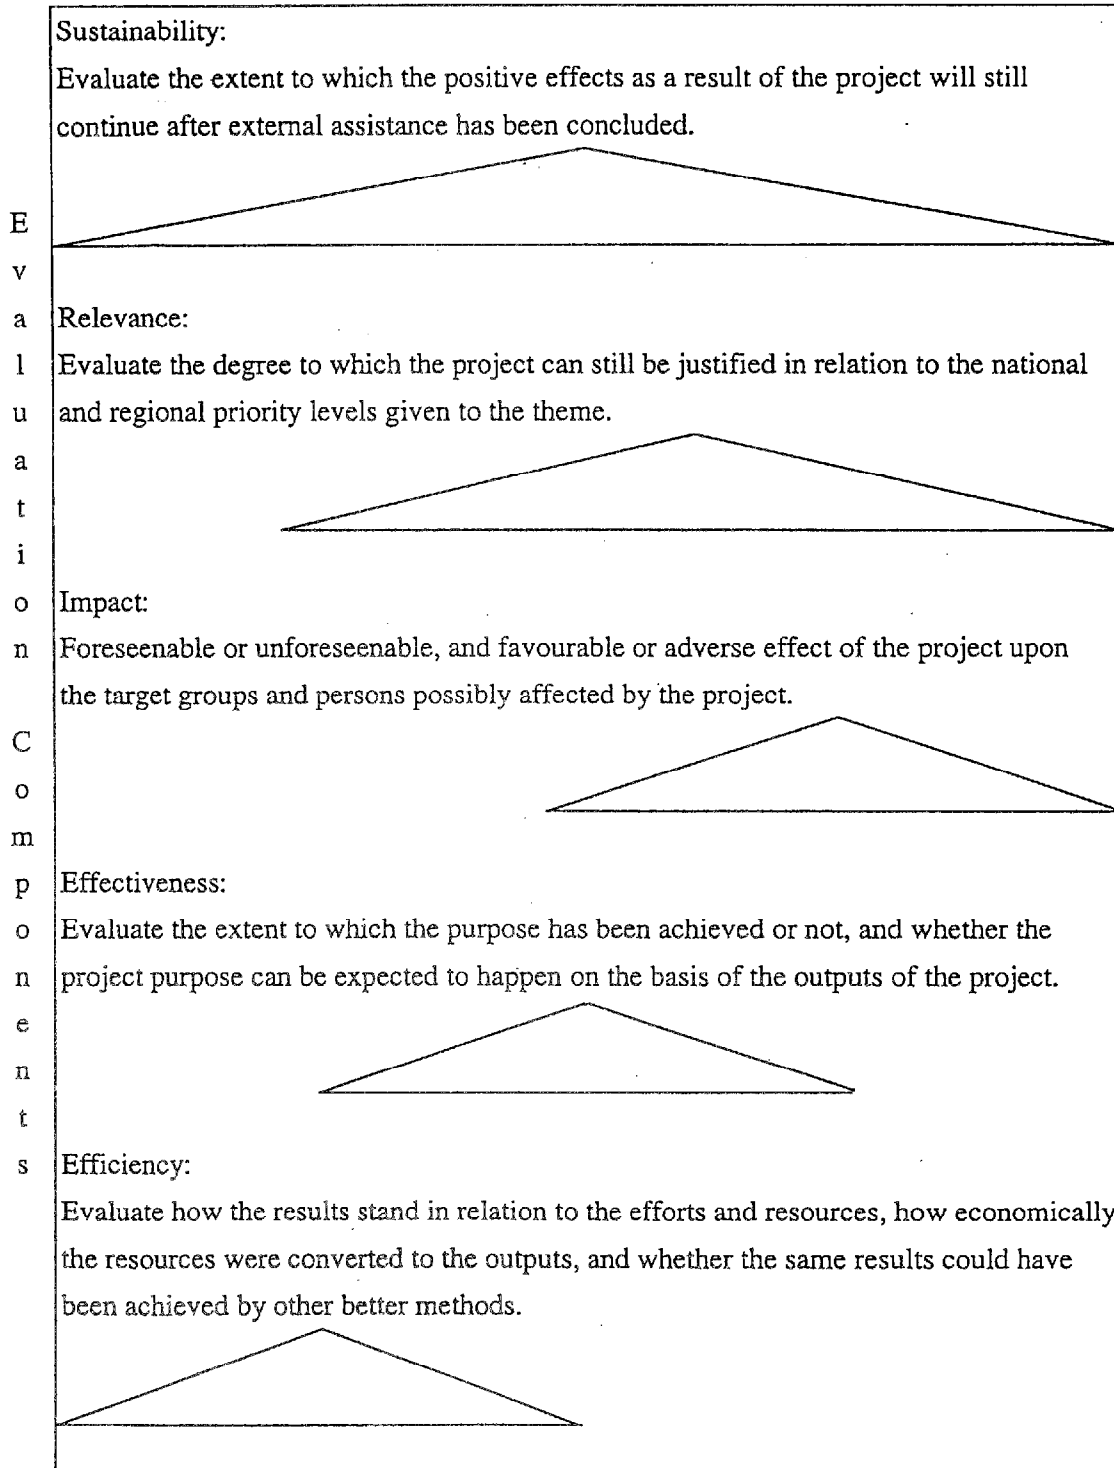 Evaluation Components
Sustainability:
Evaluate the extent to which the positive effects as a result of the project will still
continue after external assistance has been concluded.
Relevance:
Evaluate the degree to which the project can still be justified in relation to the national
and regional priority levels given to the theme.
Impact:
Foreseenable or unforeseenable, and favourable or adverse effect of the project upon
the target groups and persons possibly affected by the project.
Effectiveness:
Evaluate the extent to which the purpose has been achieved or not, and whether the
project purpose can be expected to happen on the basis of the outputs of the project.
Efficiency:
Evaluate how the results stand in relation to the efforts and resources, how economically
the resources were converted to the outputs, and whether the same results could have
been achieved by other better methods.